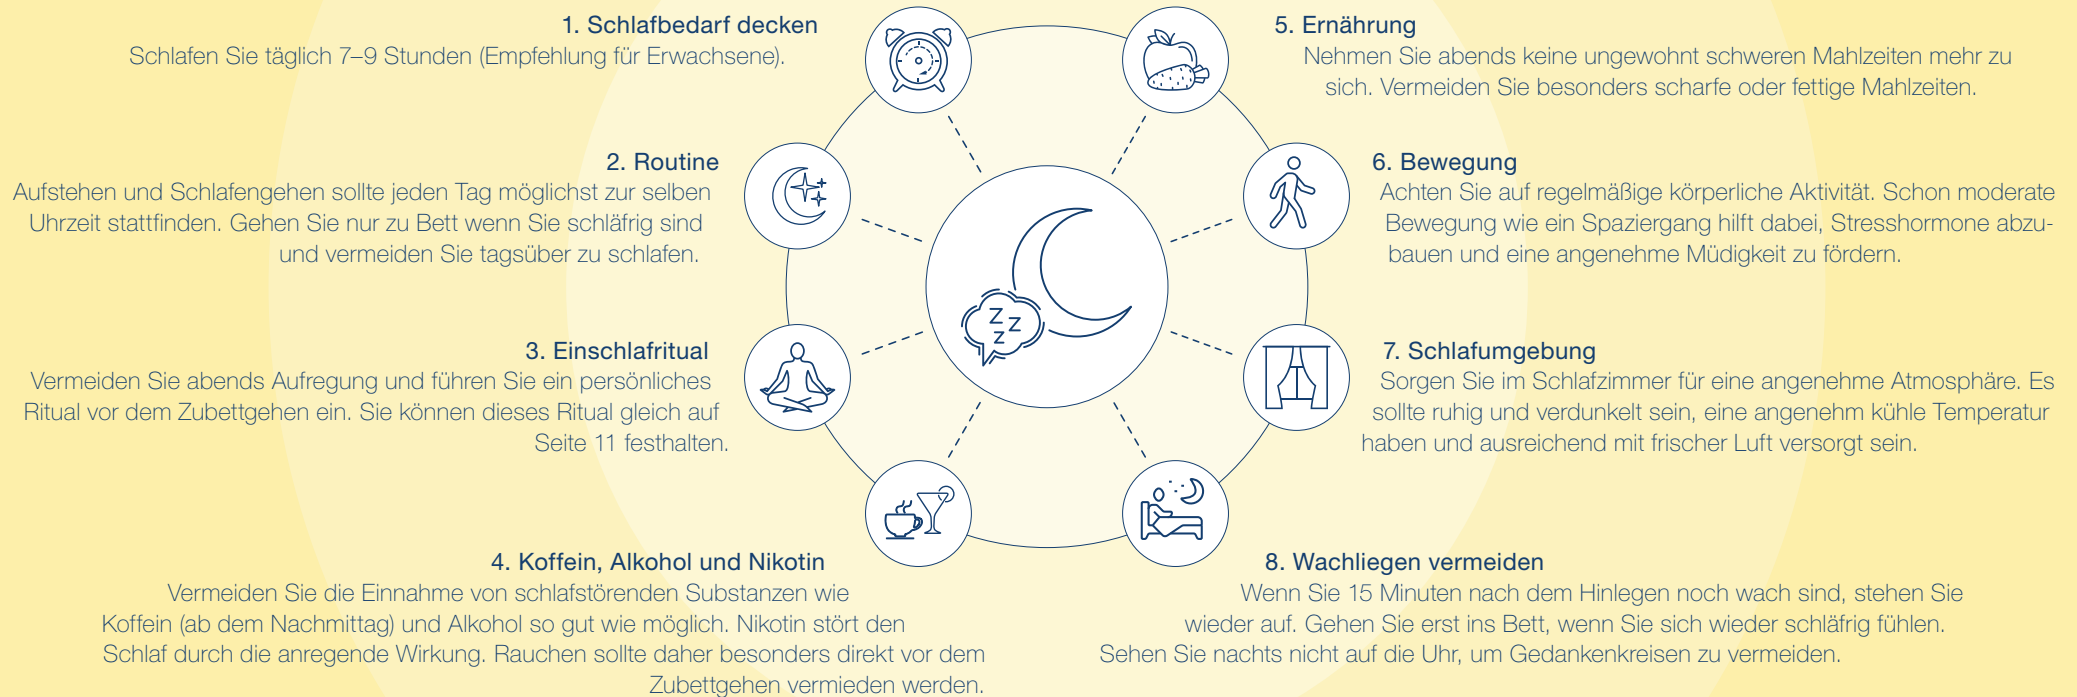 1. Schlafbedarf decken
Schlafen Sie täglich 7–9 Stunden (Empfehlung für Erwachsene).
2. Routine
Aufstehen und Schlafengehen sollte jeden Tag möglichst zur selben
Uhrzeit stattfinden. Gehen Sie nur zu Bett wenn Sie schläfrig sind
und vermeiden Sie tagsüber zu schlafen.
3. Einschlafritual
Vermeiden Sie abends Aufregung und führen Sie ein persönliches
Ritual vor dem Zubettgehen ein. Sie können dieses Ritual gleich auf
Seite 11 festhalten.
4. Koffein, Alkohol und Nikotin
Vermeiden Sie die Einnahme von schlafstörenden Substanzen wie
Koffein (ab dem Nachmittag) und Alkohol so gut wie möglich. Nikotin stört den
Schlaf durch die anregende Wirkung. Rauchen sollte daher besonders direkt vor dem
Zubettgehen vermieden werden.
z z
z
5. Ernährung
Nehmen Sie abends keine ungewohnt schweren Mahlzeiten mehr zu
sich. Vermeiden Sie besonders scharfe oder fettige Mahlzeiten.
6. Bewegung
Achten Sie auf regelmäßige körperliche Aktivität. Schon moderate
Bewegung wie ein Spaziergang hilft dabei, Stresshormone abzu-
bauen und eine angenehme Müdigkeit zu fördern.
7. Schlafumgebung
Sorgen Sie im Schlafzimmer für eine angenehme Atmosphäre. Es
sollte ruhig und verdunkelt sein, eine angenehm kühle Temperatur
haben und ausreichend mit frischer Luft versorgt sein.
8. Wachliegen vermeiden
Wenn Sie 15 Minuten nach dem Hinlegen noch wach sind, stehen Sie
wieder auf. Gehen Sie erst ins Bett, wenn Sie sich wieder schläfrig fühlen.
Sehen Sie nachts nicht auf die Uhr, um Gedankenkreisen zu vermeiden.